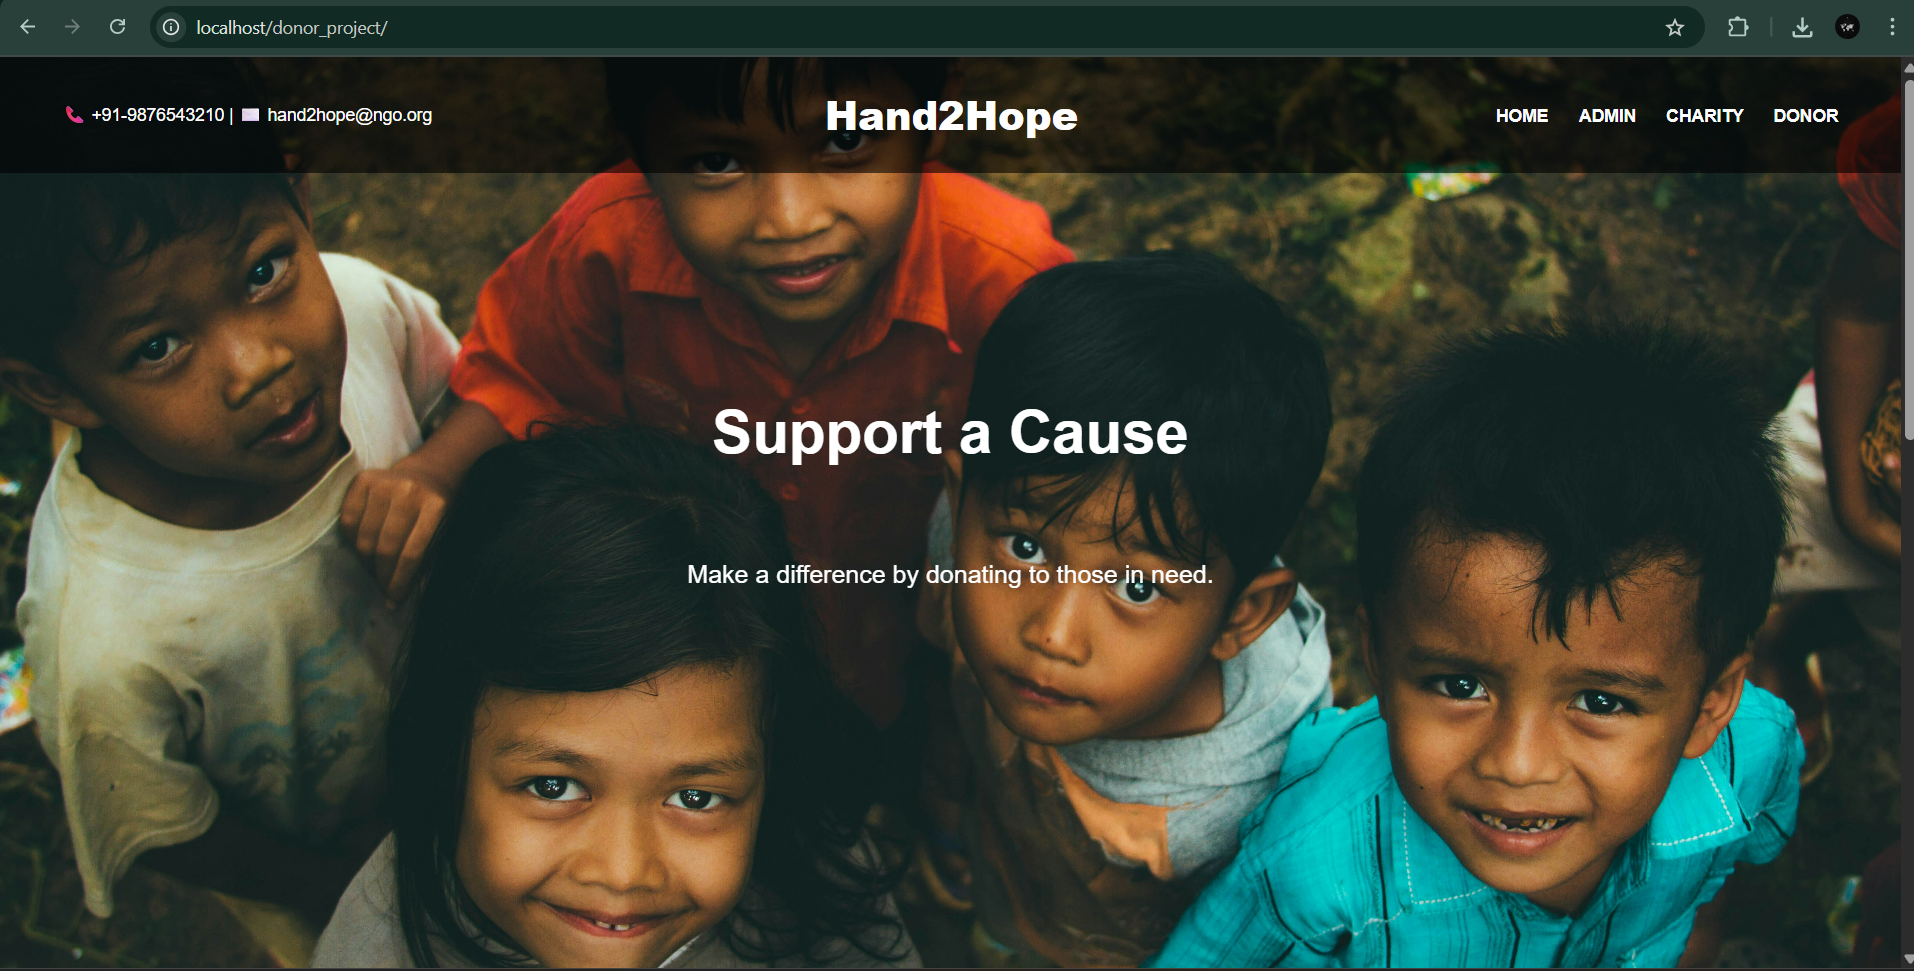 localhost/donor_project/
+91-9876543210 | hand2hope@ngo.org
Hand2Hope
HOME ADMIN CHARITY DONOR
Support a Cause
Make a difference by donating to those in need.